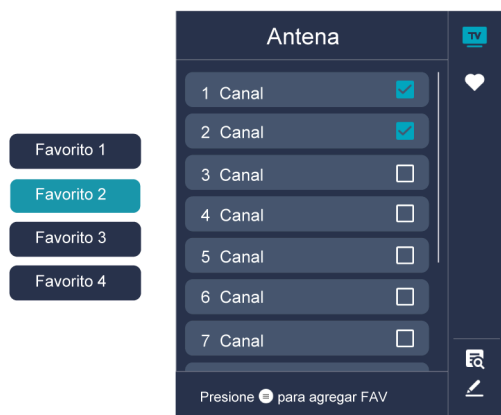 Antena
TV
1 Canal
2 Canal
3 Canal
4 Canal
5 Canal
6 Canal
7 Canal
Presione para agregar FAV
Favorito 1
Favorito 2
Favorito 3
Favorito 4